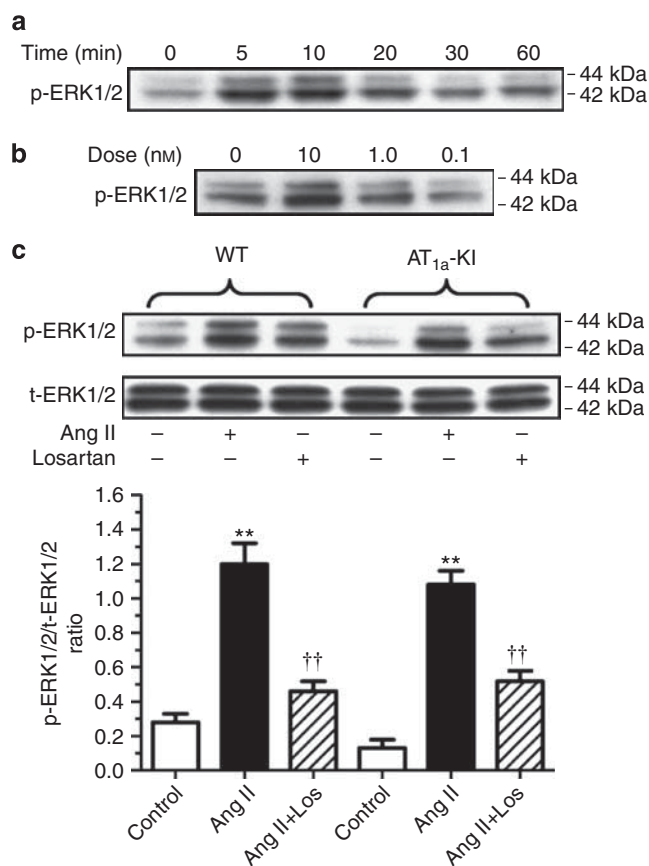 a
Time (min) 0 5 10 20 30 60
p-ERK1/2
44 kDa
42 kDa
b
Dose (nM) 0 10 1.0 0.1
p-ERK1/2
44 kDa
42 kDa
c
WT AT1a-KI
p-ERK1/2
44 kDa
42 kDa
t-ERK1/2
44 kDa
42 kDa
Ang II – + – – + –
Losartan – – + – – +
p-ERK1/2/t-ERK1/2
ratio
1.6
1.4
1.2
1.0
0.8
0.6
0.4
0.2
0.0
**
††
**
††
Control
Ang II
Ang II+Los
Control
Ang II
Ang II+Los